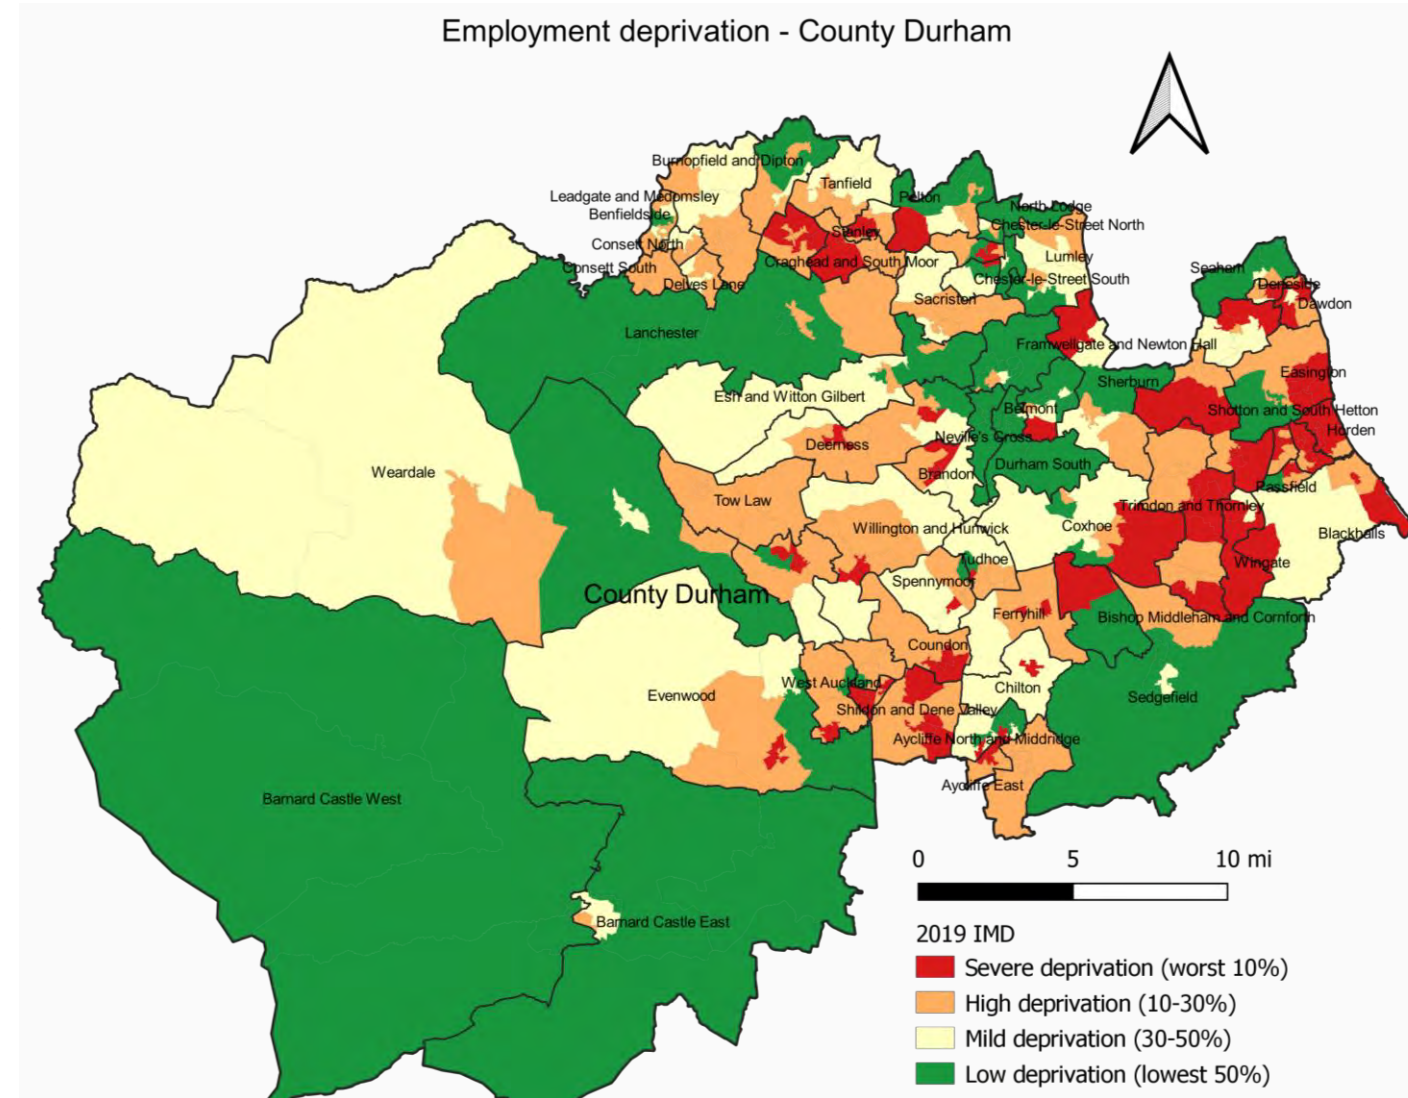 Employment deprivation - County Durham
Burnopfield and Dipton
Tanfield
Leadgate and Medomsley
Pelton
North Lodge
Benfieldside
Chester-le-Street North
Stanley
Consett North
Lumley
Craghead and South Moor
Consett South
Seaham
Delves Lane
Chester-le-Street South
Deneside
Sacriston
Dawdon
Lanchester
Framwellgate and Newton Hall
Easington
Sherburn
Esh and Witton Gilbert
Belmont
Shotton and South Hetton
Horden
Deerness
Neville's Cross
Weardale
Brandon
Durham South
Passfield
Tow Law
Trimdon and Thornley
Willington and Hunwick
Coxhoe
Blackhalls
Tudhoe
Wingate
Spennymoor
County Durham
Ferryhill
Bishop Middleham and Cornforth
Coundon
West Auckland
Chilton
Evenwood
Sedgefield
Shildon and Dene Valley
Aycliffe North and Middridge
Aycliffe East
Barnard Castle West
Barnard Castle East
0 5 10 mi
2019 IMD
Severe deprivation (worst 10%)
High deprivation (10-30%)
Mild deprivation (30-50%)
Low deprivation (lowest 50%)